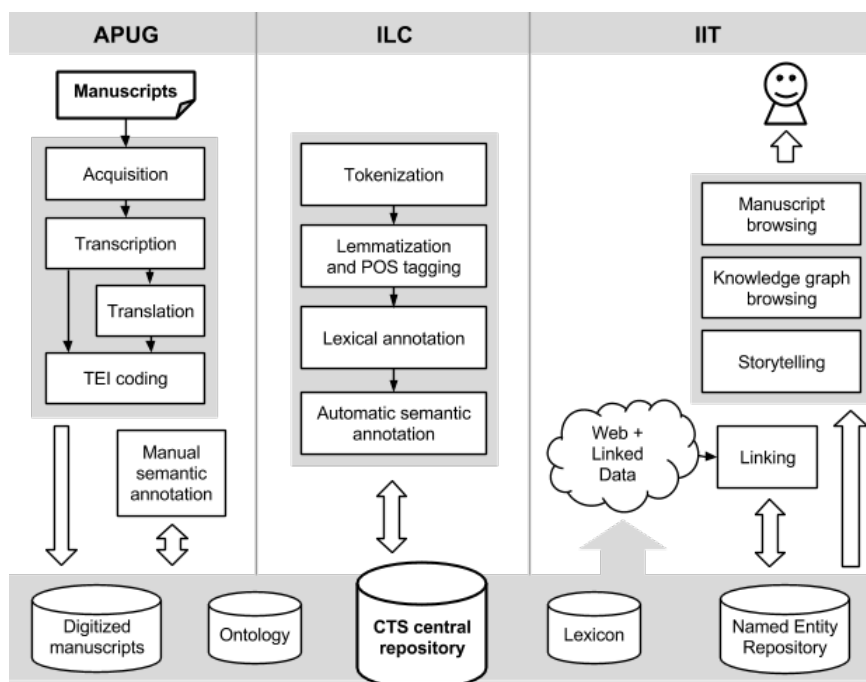 APUG
ILC
IIT
Manuscripts
Acquisition
Transcription
Translation
TEI coding
Manual
semantic
annotation
Tokenization
Lemmatization
and POS tagging
Lexical annotation
Automatic semantic
annotation
Manuscript
browsing
Knowledge graph
browsing
Storytelling
Web +
Linked
Data
Linking
Digitized
manuscripts
Ontology
CTS central
repository
Lexicon
Named Entity
Repository